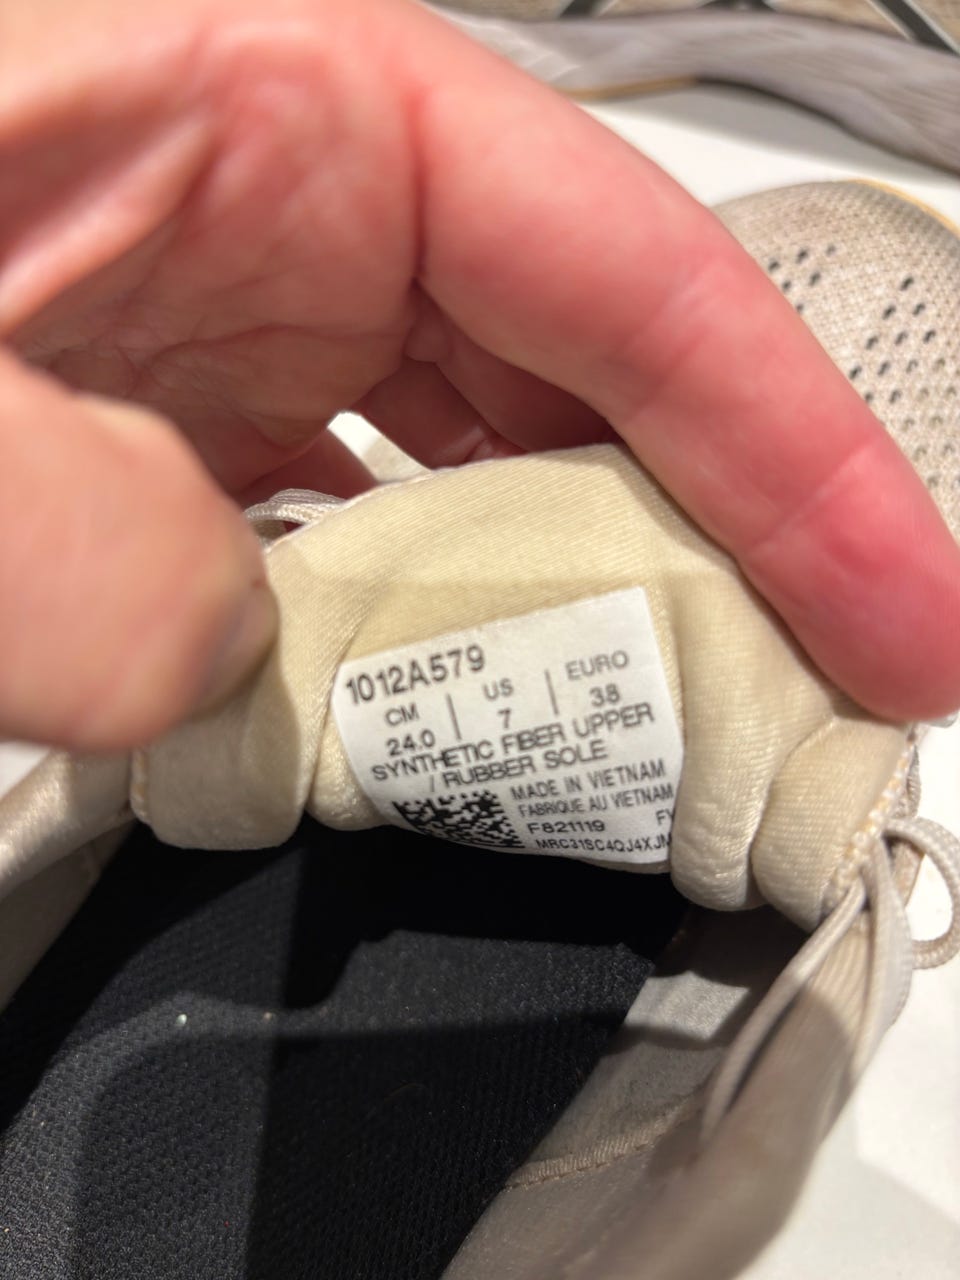 1012A579
CM | US | EURO
24.0 | 7 | 38
SYNTHETIC FIBER UPPER
/ RUBBER SOLE
MADE IN VIETNAM
FABRIQUE AU VIETNAM
F821119